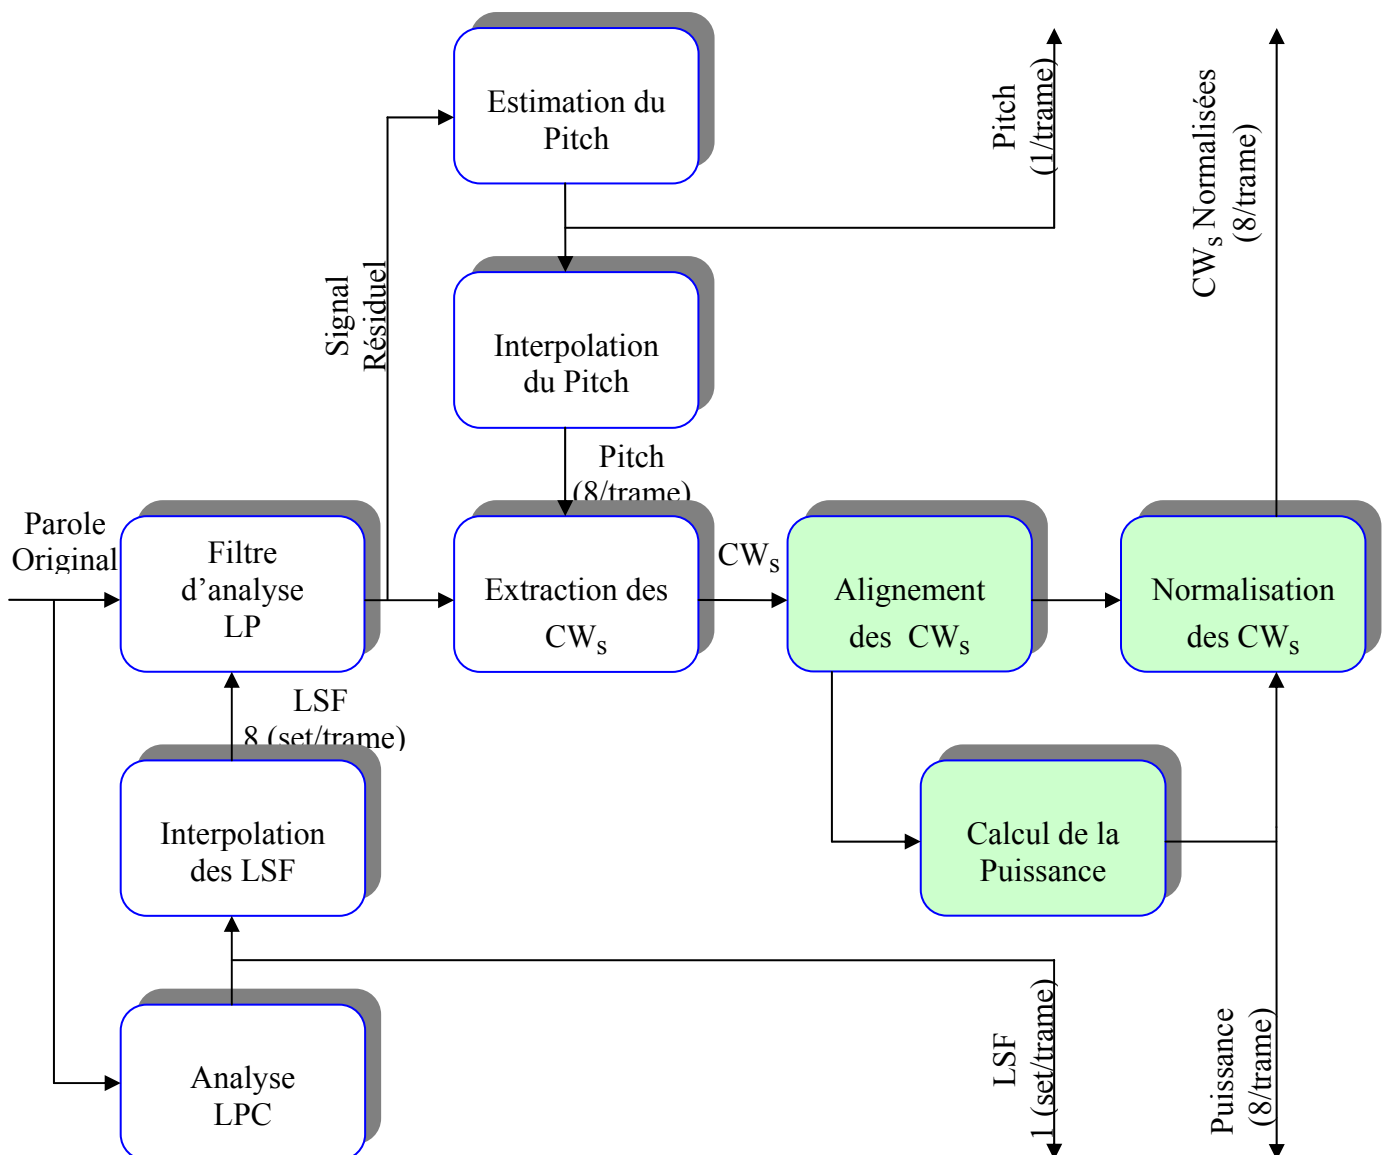 Estimation du
Pitch
Pitch
(1/trame)
CWs Normalisées
(8/trame)
Signal
Résiduel
Interpolation
du Pitch
Pitch
(8/trame)
Parole
Original
Filtre
d’analyse
LP
Extraction des
CWs
CWs
Alignement
des CWs
Normalisation
des CWs
LSF
8 (set/trame)
Interpolation
des LSF
Calcul de la
Puissance
Analyse
LPC
LSF
1 (set/trame)
Puissance
(8/trame)